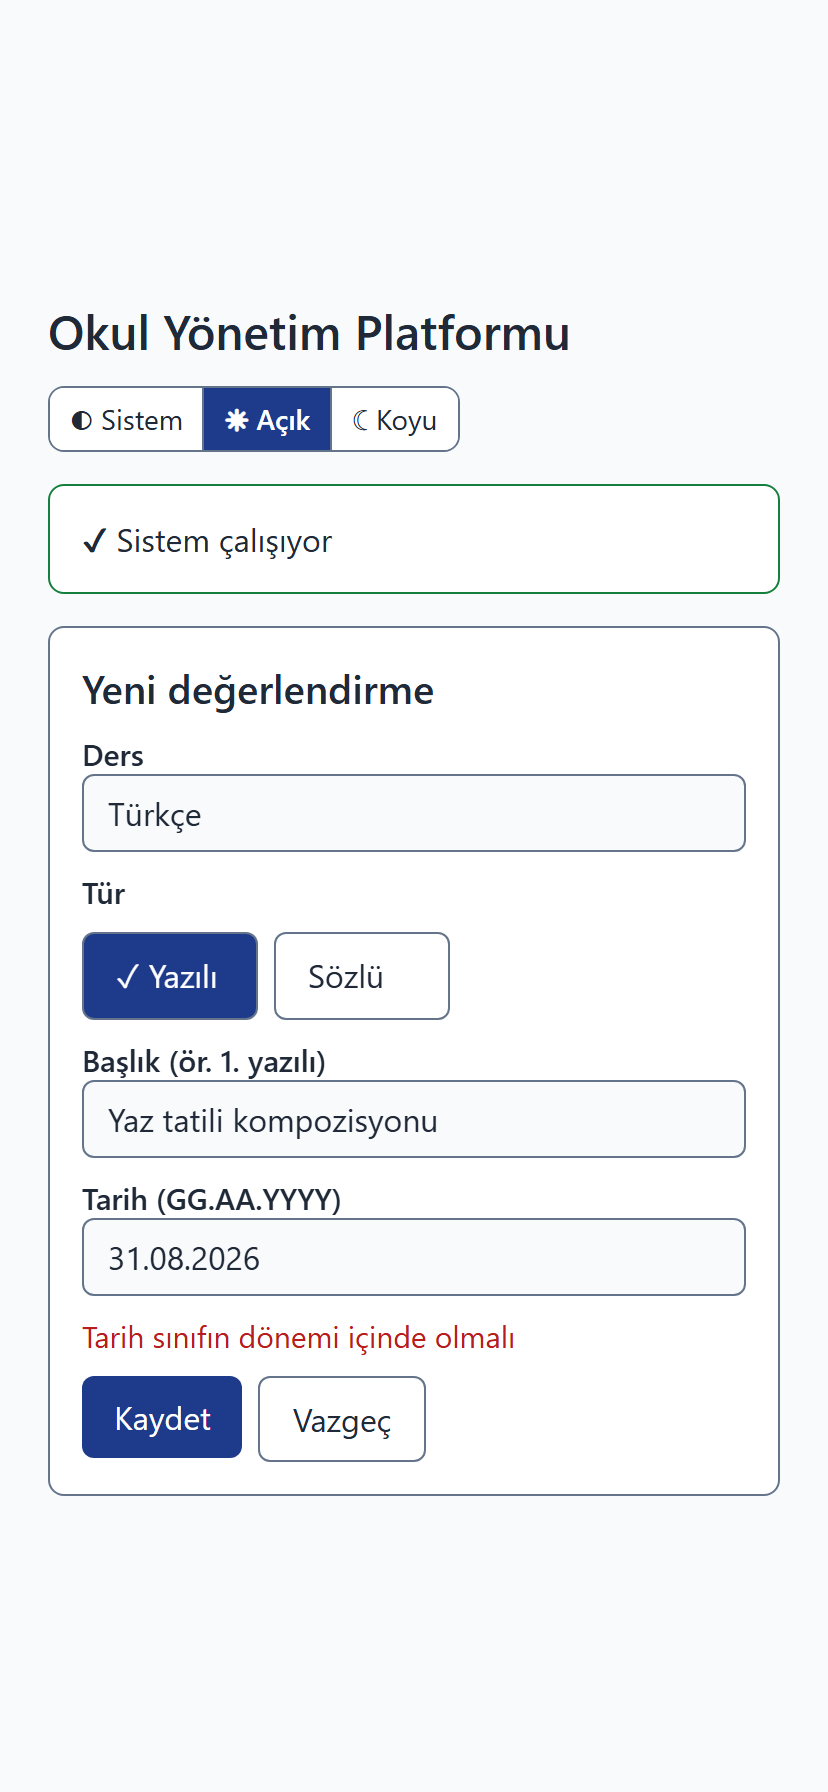 Okul Yönetim Platformu
◐ Sistem ✱ Açık ☾ Koyu
✓ Sistem çalışıyor
Yeni değerlendirme
Ders
Türkçe
Tür
✓ Yazılı Sözlü
Başlık (ör. 1. yazılı)
Yaz tatili kompozisyonu
Tarih (GG.AA.YYYY)
31.08.2026
Tarih sınıfın dönemi içinde olmalı
Kaydet Vazgeç